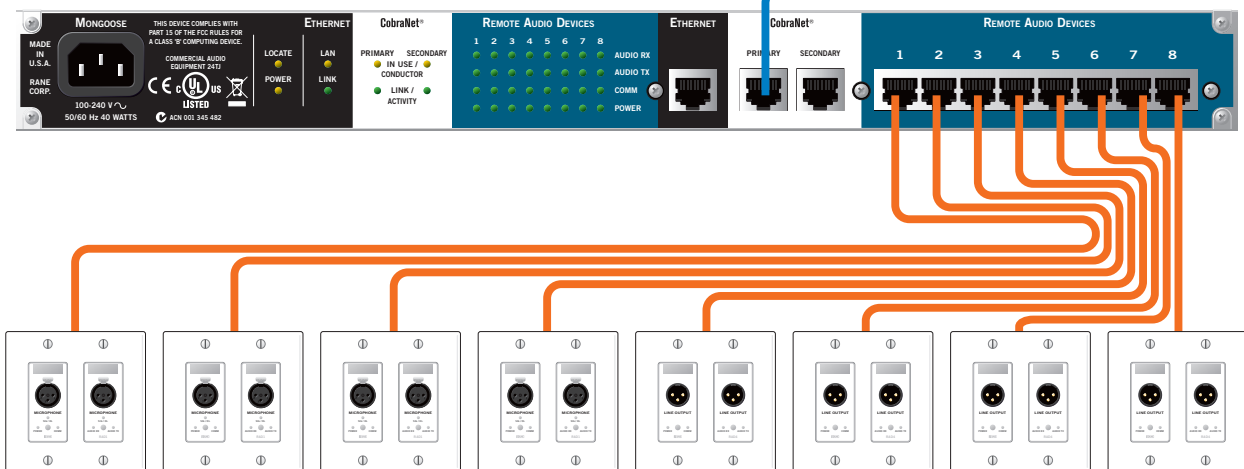 MONGOOSE
MADE
IN
U.S.A.
RANE
CORP.
100-240 V
50/60 Hz 40 WATTS
THIS DEVICE COMPLIES WITH
PART 15 OF THE FCC RULES FOR
A CLASS 'B' COMPUTING DEVICE.
COMMERCIAL AUDIO
EQUIPMENT 24TJ
CE c UL US
LISTED
ACN 001 345 482
ETHERNET
LOCATE LAN
POWER LINK
CobraNet®
PRIMARY SECONDARY
IN USE /
CONDUCTOR
LINK /
ACTIVITY
REMOTE AUDIO DEVICES
1 2 3 4 5 6 7 8
AUDIO RX
AUDIO TX
COMM
POWER
ETHERNET
CobraNet®
SECONDARY
REMOTE AUDIO DEVICES
1 2 3 4 5 6 7 8
MICROPHONE MICROPHONE MICROPHONE MICROPHONE MICROPHONE MICROPHONE MICROPHONE MICROPHONE LINE OUTPUT LINE OUTPUT LINE OUTPUT LINE OUTPUT LINE OUTPUT LINE OUTPUT LINE OUTPUT LINE OUTPUT